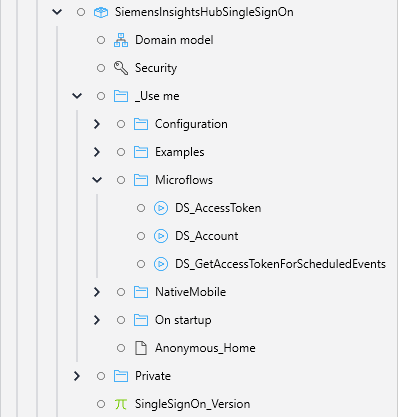 SiemensInsightsHubSingleSignOn
Domain model
Security
_Use me
Configuration
Examples
Microflows
DS_AccessToken
DS_Account
DS_GetAccessTokenForScheduledEvents
NativeMobile
On startup
Anonymous_Home
Private
SingleSignOn_Version